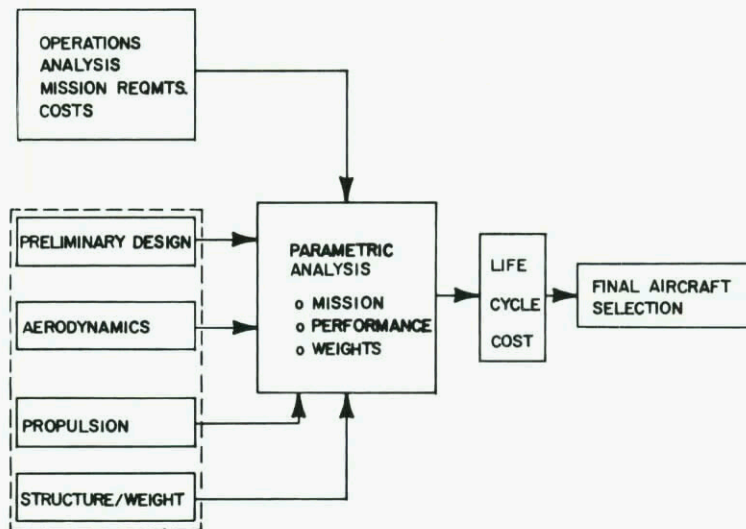 OPERATIONS
ANALYSIS
MISSION REQMTS.
COSTS
PRELIMINARY DESIGN
AERODYNAMICS
PROPULSION
STRUCTURE/WEIGHT
PARAMETRIC
ANALYSIS
o MISSION
o PERFORMANCE
o WEIGHTS
LIFE
CYCLE
COST
FINAL AIRCRAFT
SELECTION